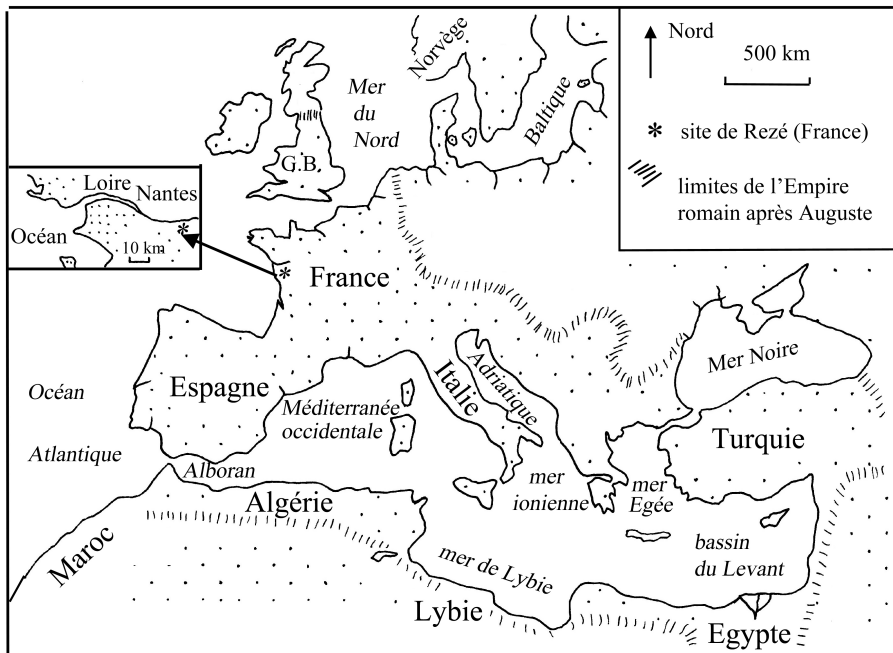 Nord
500 km
* site de Rezé (France)
limites de l’Empire
romain après Auguste
Norvège
Mer
du
Nord
Baltique
G.B.
Loire
Nantes
Océan
*
10 km
*
France
Mer Noire
Océan
Atlantique
Espagne
Méditerranée
occidentale
Italie
Adriatique
Turquie
Alboran
mer
ionienne
mer
Egée
Algérie
Maroc
bassin
du Levant
mer de Lybie
Lybie
Egypte